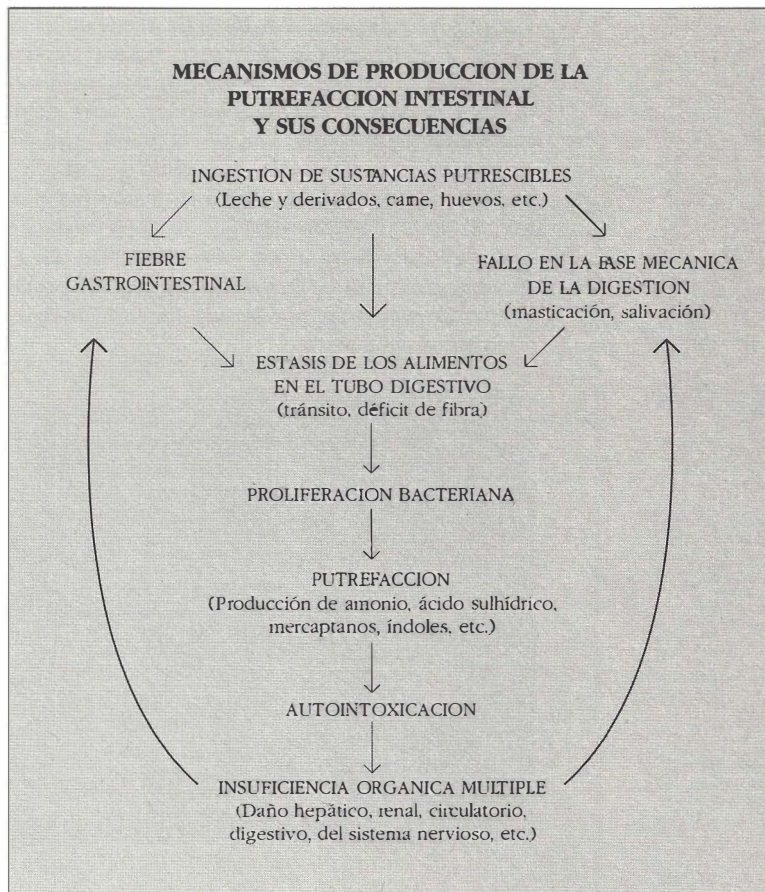 MECANISMOS DE PRODUCCION DE LA
PUTREFACCION INTESTINAL
Y SUS CONSECUENCIAS
INGESTION DE SUSTANCIAS PUTRESCIBLES
(Leche y derivados, carne, huevos, etc.)
FIEBRE
GASTROINTESTINAL
FALLO EN LA FASE MECANICA
DE LA DIGESTION
(masticación, salivación)
ESTASIS DE LOS ALIMENTOS
EN EL TUBO DIGESTIVO
(tránsito, déficit de fibra)
PROLIFERACION BACTERIANA
PUTREFACCION
(Producción de amonio, ácido sulhídrico,
mercaptanos, índoles, etc.)
AUTOINTOXICACION
INSUFICIENCIA ORGANICA MULTIPLE
(Daño hepático, renal, circulatorio,
digestivo, del sistema nervioso, etc.)